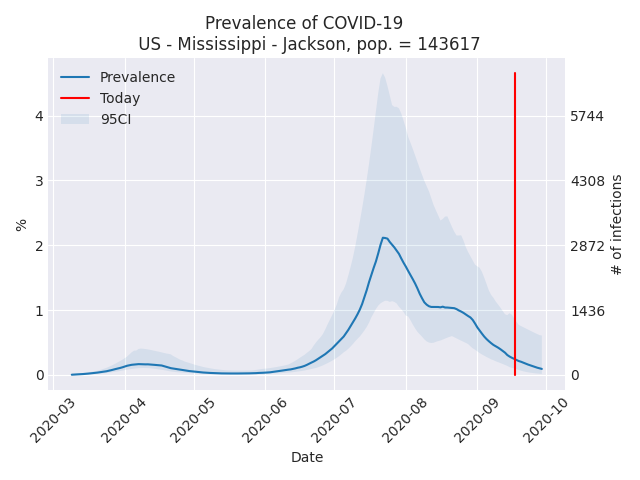 Prevalence of COVID-19
US - Mississippi - Jackson, pop. = 143617
Prevalence
Today
95CI
%
4
3
2
1
0
5744
4308
2872
1436
0
# of infections
2020-03
2020-04
2020-05
2020-06
2020-07
2020-08
2020-09
2020-10
Date